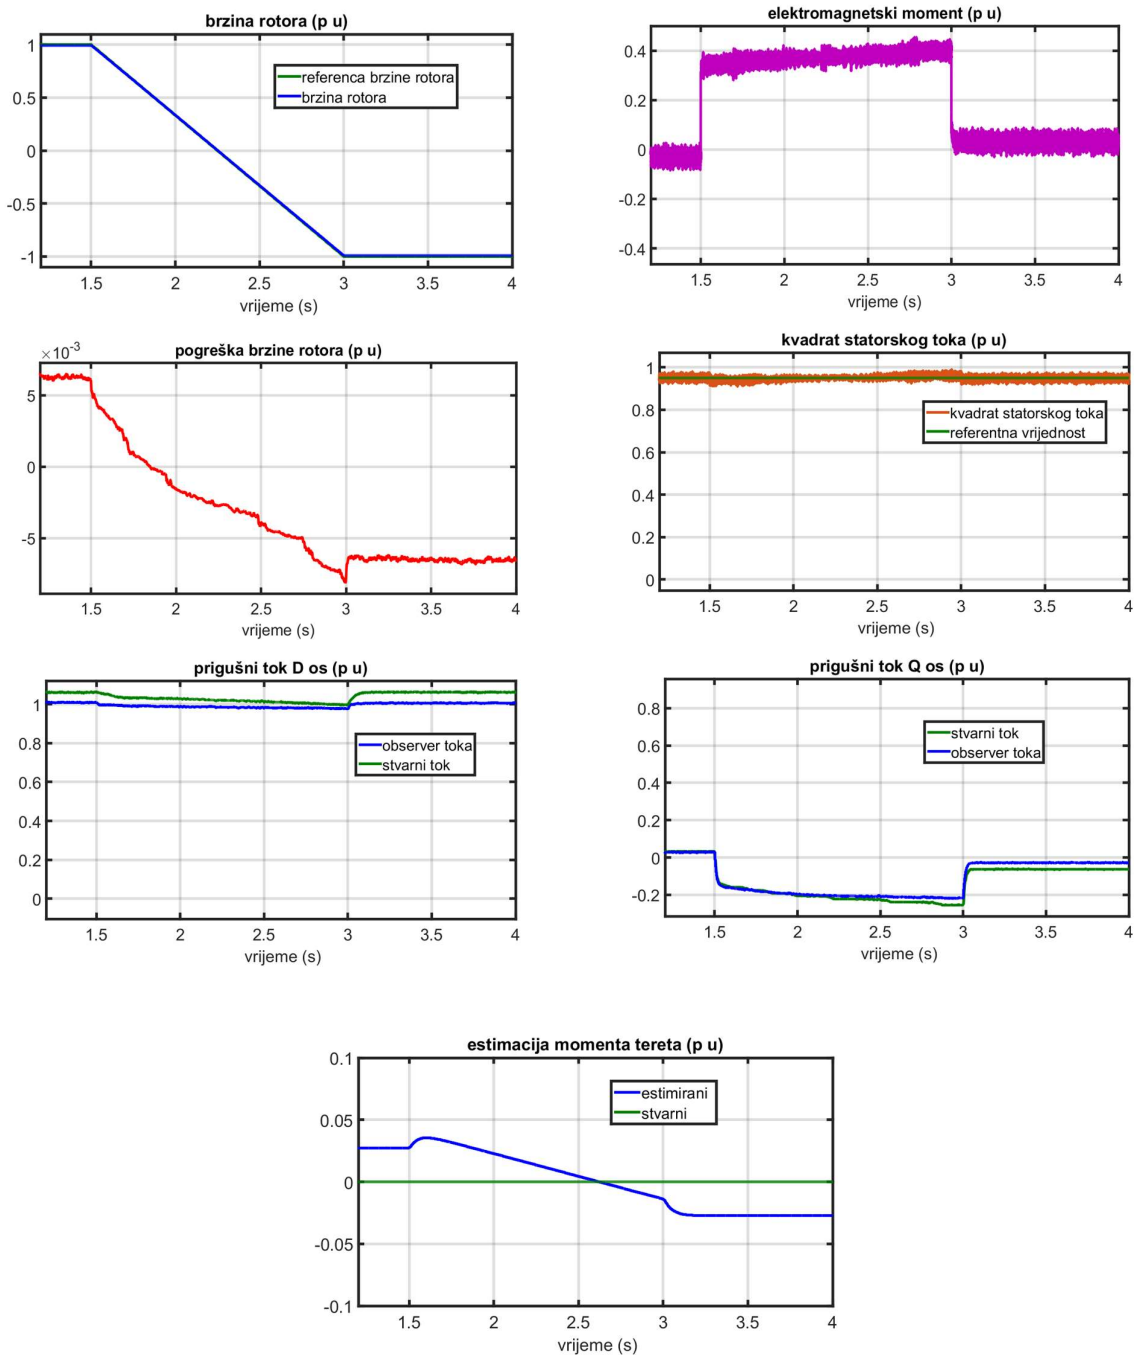 brzina rotora (p u)
1
0.5
0
-0.5
-1
referenca brzine rotora
brzina rotora
1.5 2 2.5 3 3.5 4
vrijeme (s)
elektromagnetski moment (p u)
0.4
0.2
0
-0.2
-0.4
1.5 2 2.5 3 3.5 4
vrijeme (s)
×10⁻³
pogreška brzine rotora (p u)
5
0
-5
1.5 2 2.5 3 3.5 4
vrijeme (s)
kvadrat statorskog toka (p u)
1
0.8
0.6
0.4
0.2
0
kvadrat statorskog toka
referentna vrijednost
1.5 2 2.5 3 3.5 4
vrijeme (s)
prigušni tok D os (p u)
1
0.8
0.6
0.4
0.2
0
observer toka
stvarni tok
1.5 2 2.5 3 3.5 4
vrijeme (s)
prigušni tok Q os (p u)
0.8
0.6
0.4
0.2
0
-0.2
stvarni tok
observer toka
1.5 2 2.5 3 3.5 4
vrijeme (s)
estimacija momenta tereta (p u)
0.1
0.05
0
-0.05
-0.1
estimirani
stvarni
1.5 2 2.5 3 3.5 4
vrijeme (s)